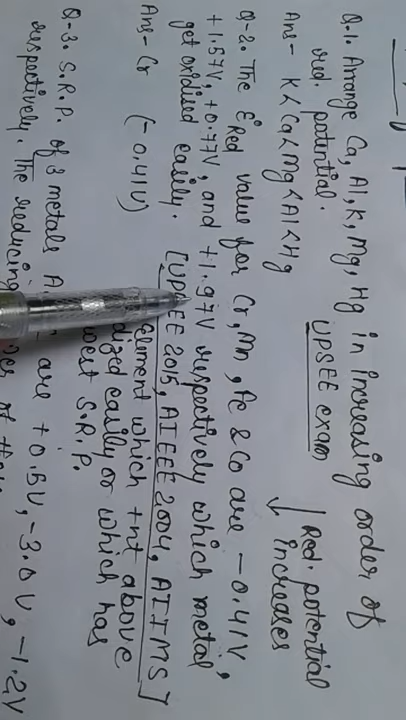 Q.1. Arrange Ca, Al, K, Mg, Hg in increasing order of
red. potential. UPSEE exam
Ans- K<Ca<Mg<Al<Hg
↓ Red. potential
increases
Q-2. The E°Red value for Cr, Mn, Fe & Co are -0.41V,
+1.57V, +0.77V, and +1.97V respectively which metal
get oxidised easily. [UPSEE 2015, AIEEE 2004, AIIMS]
Ans- Cr (-0.41V)
element which +nt above
dized easily or which has
west S.R.P.
Q.3. S.R.P. of 3 metals A, are +0.5V, -3.0V, -1.2V
respectively. The reducing of